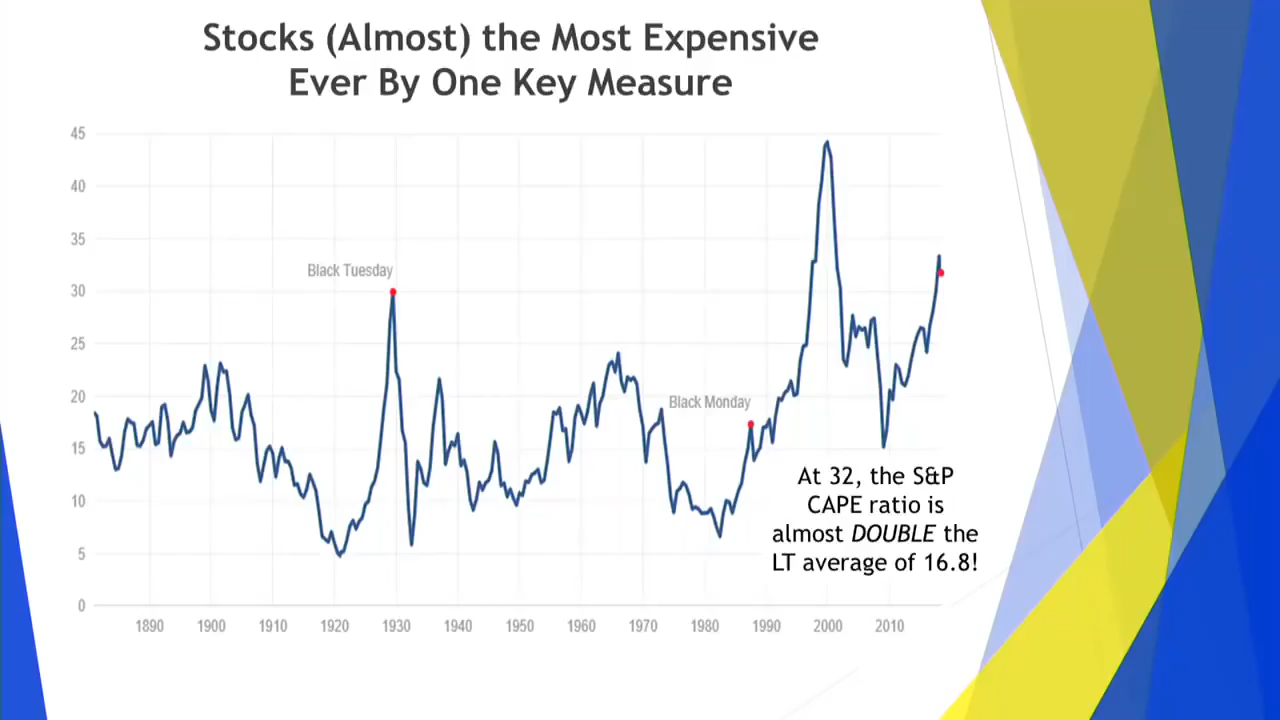 Stocks (Almost) the Most Expensive
Ever By One Key Measure
45
40
35
30
25
20
15
10
5
0
Black Tuesday
Black Monday
At 32, the S&P
CAPE ratio is
almost DOUBLE the
LT average of 16.8!
1890 1900 1910 1920 1930 1940 1950 1960 1970 1980 1990 2000 2010